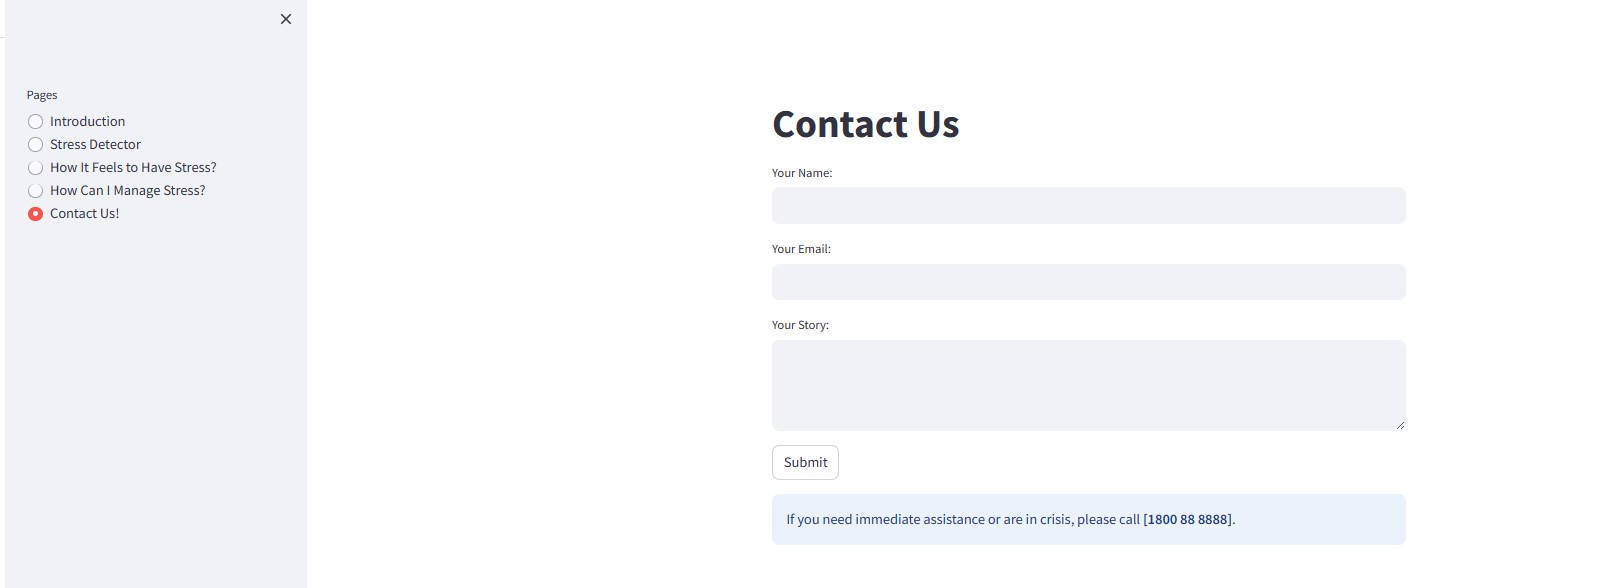 Pages
Introduction
Stress Detector
How It Feels to Have Stress?
How Can I Manage Stress?
Contact Us!
Contact Us
Your Name:
Your Email:
Your Story:
Submit
If you need immediate assistance or are in crisis, please call [1800 88 8888].